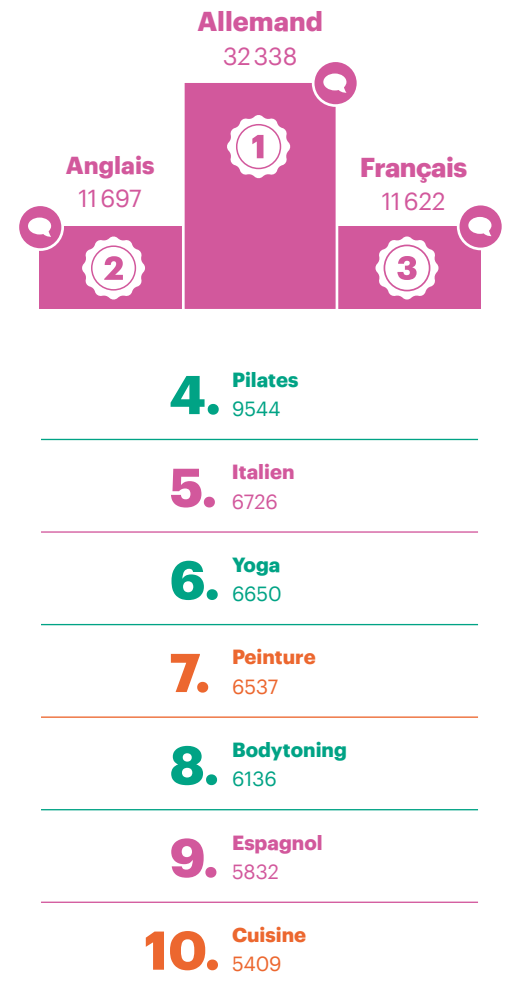 Allemand
32 338
1
Anglais
11 697
2
Français
11 622
3
4. Pilates
9544
5. Italien
6726
6. Yoga
6650
7. Peinture
6537
8. Bodytoning
6136
9. Espagnol
5832
10. Cuisine
5409